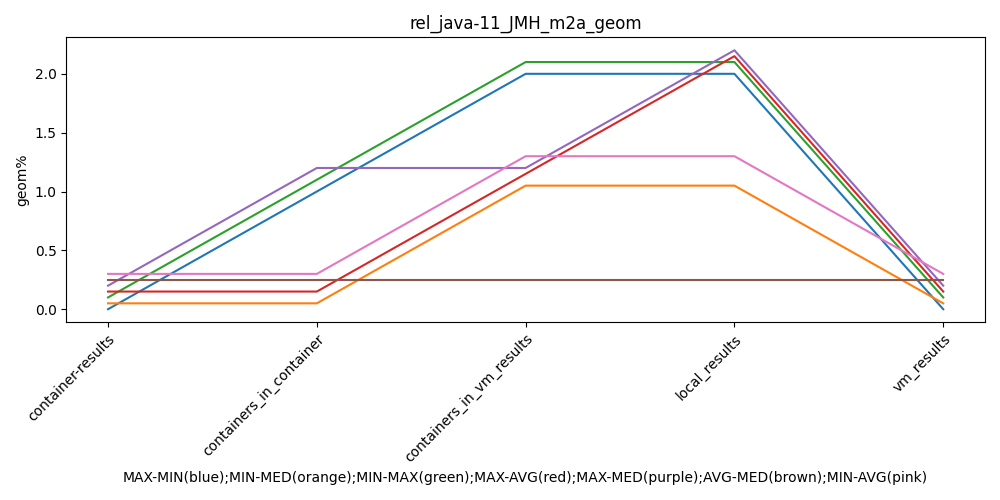 rel_java-11_JMH_m2a_geom
geom%
2.0
1.5
1.0
0.5
0.0
container-results
containers_in_container
containers_in_vm_results
local_results
vm_results
MAX-MIN(blue);MIN-MED(orange);MIN-MAX(green);MAX-AVG(red);MAX-MED(purple);AVG-MED(brown);MIN-AVG(pink)